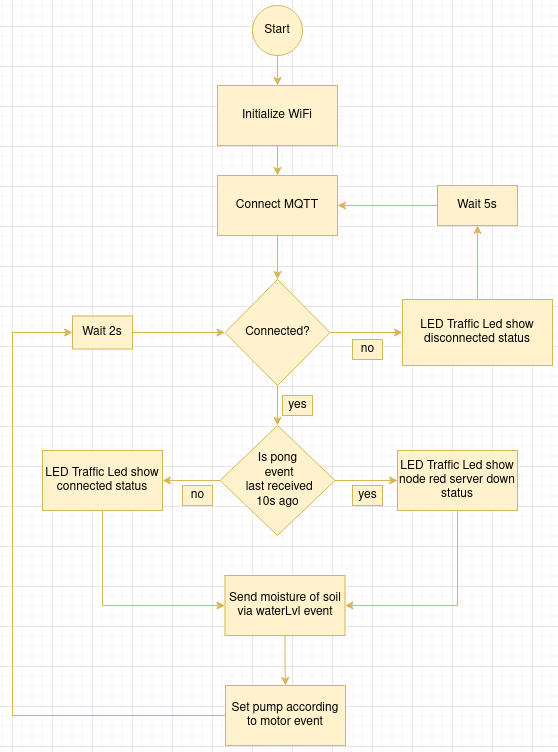 Start
Initialize WiFi
Connect MQTT
Wait 5s
Wait 2s
Connected?
LED Traffic Led show
disconnected status
no
yes
Is pong
event
last received
10s ago
LED Traffic Led show
connected status
no
yes
LED Traffic Led show
node red server down
status
Send moisture of soil
via waterLvl event
Set pump according
to motor event